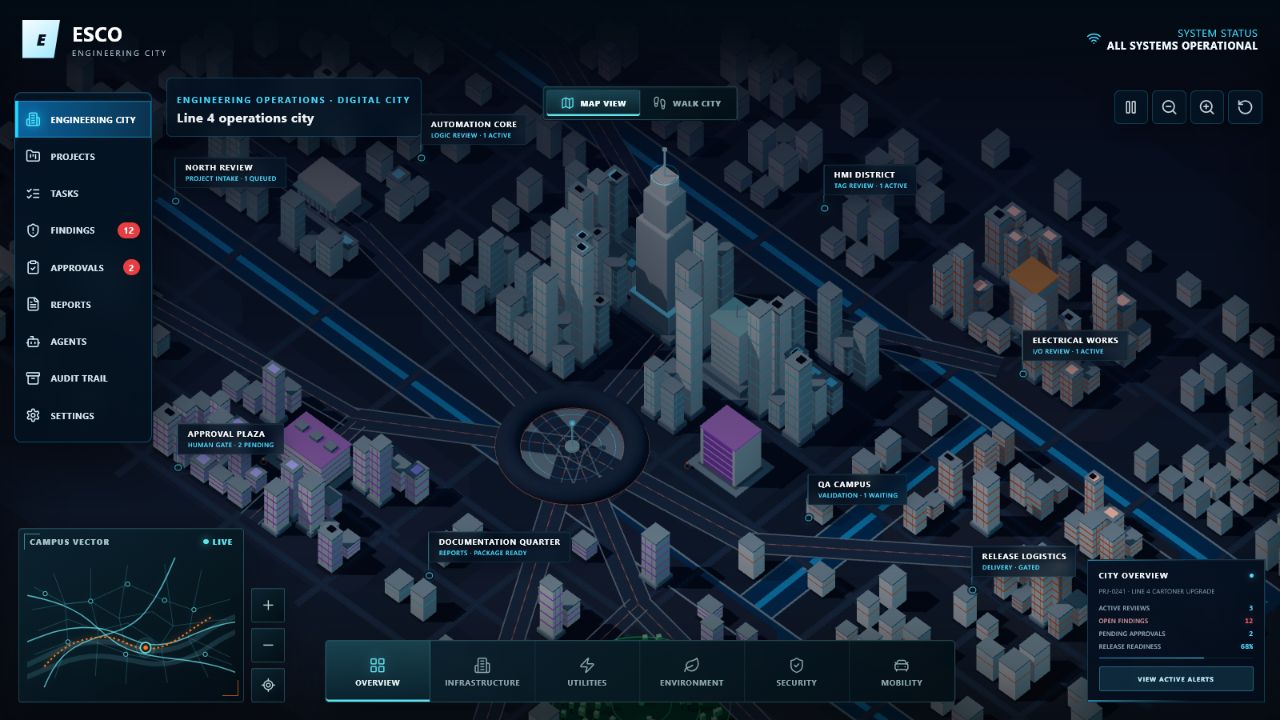 E
ESCO
ENGINEERING CITY
SYSTEM STATUS
ALL SYSTEMS OPERATIONAL
ENGINEERING OPERATIONS · DIGITAL CITY
Line 4 operations city
MAP VIEW
WALK CITY
ENGINEERING CITY
PROJECTS
TASKS
FINDINGS 12
APPROVALS 2
REPORTS
AGENTS
AUDIT TRAIL
SETTINGS
AUTOMATION CORE
LOGIC REVIEW · 1 ACTIVE
NORTH REVIEW
PROJECT INTAKE · 1 QUEUED
HMI DISTRICT
TAG REVIEW · 1 ACTIVE
ELECTRICAL WORKS
I/O REVIEW · 1 ACTIVE
APPROVAL PLAZA
HUMAN GATE · 2 PENDING
QA CAMPUS
VALIDATION · 1 WAITING
DOCUMENTATION QUARTER
REPORTS · PACKAGE READY
RELEASE LOGISTICS
DELIVERY · GATED
CAMPUS VECTOR
LIVE
CITY OVERVIEW
PRJ-0241 · LINE 4 CARTONER UPGRADE
ACTIVE REVIEWS 3
OPEN FINDINGS 12
PENDING APPROVALS 2
RELEASE READINESS 68%
VIEW ACTIVE ALERTS
OVERVIEW
INFRASTRUCTURE
UTILITIES
ENVIRONMENT
SECURITY
MOBILITY